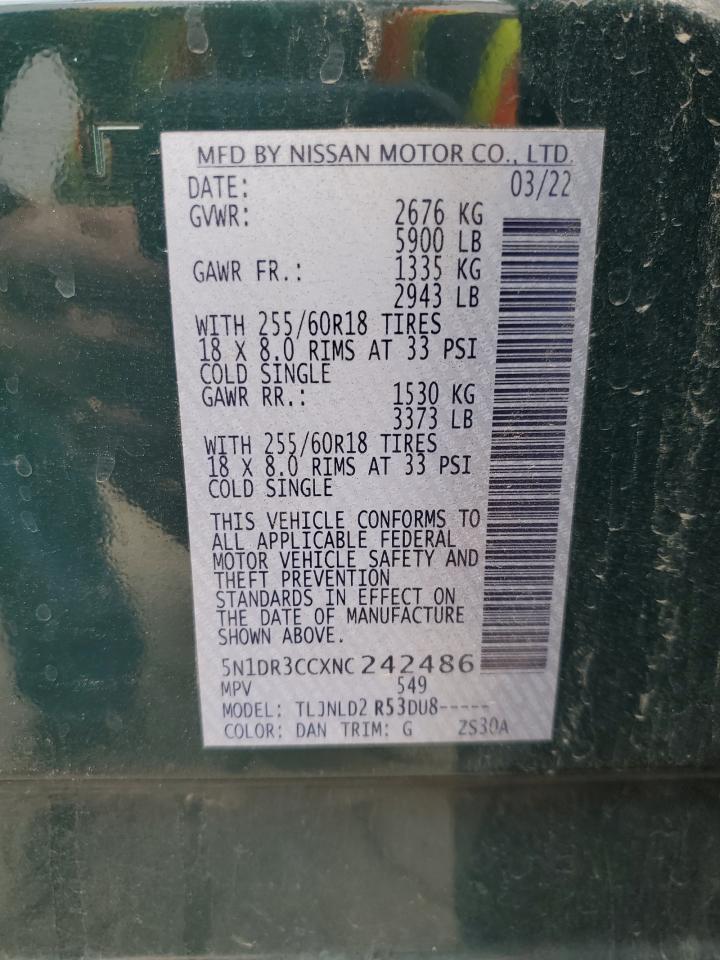 MFD BY NISSAN MOTOR CO., LTD.
DATE: 03/22
GVWR: 2676 KG
5900 LB
GAWR FR.: 1335 KG
2943 LB
WITH 255/60R18 TIRES
18 X 8.0 RIMS AT 33 PSI
COLD SINGLE
GAWR RR.: 1530 KG
3373 LB
WITH 255/60R18 TIRES
18 X 8.0 RIMS AT 33 PSI
COLD SINGLE
THIS VEHICLE CONFORMS TO
ALL APPLICABLE FEDERAL
MOTOR VEHICLE SAFETY AND
THEFT PREVENTION
STANDARDS IN EFFECT ON
THE DATE OF MANUFACTURE
SHOWN ABOVE.
5N1DR3CCXNC 242486
MPV 549
MODEL: TLJNLD2 R53DU8-----
COLOR: DAN TRIM: G ZS30A